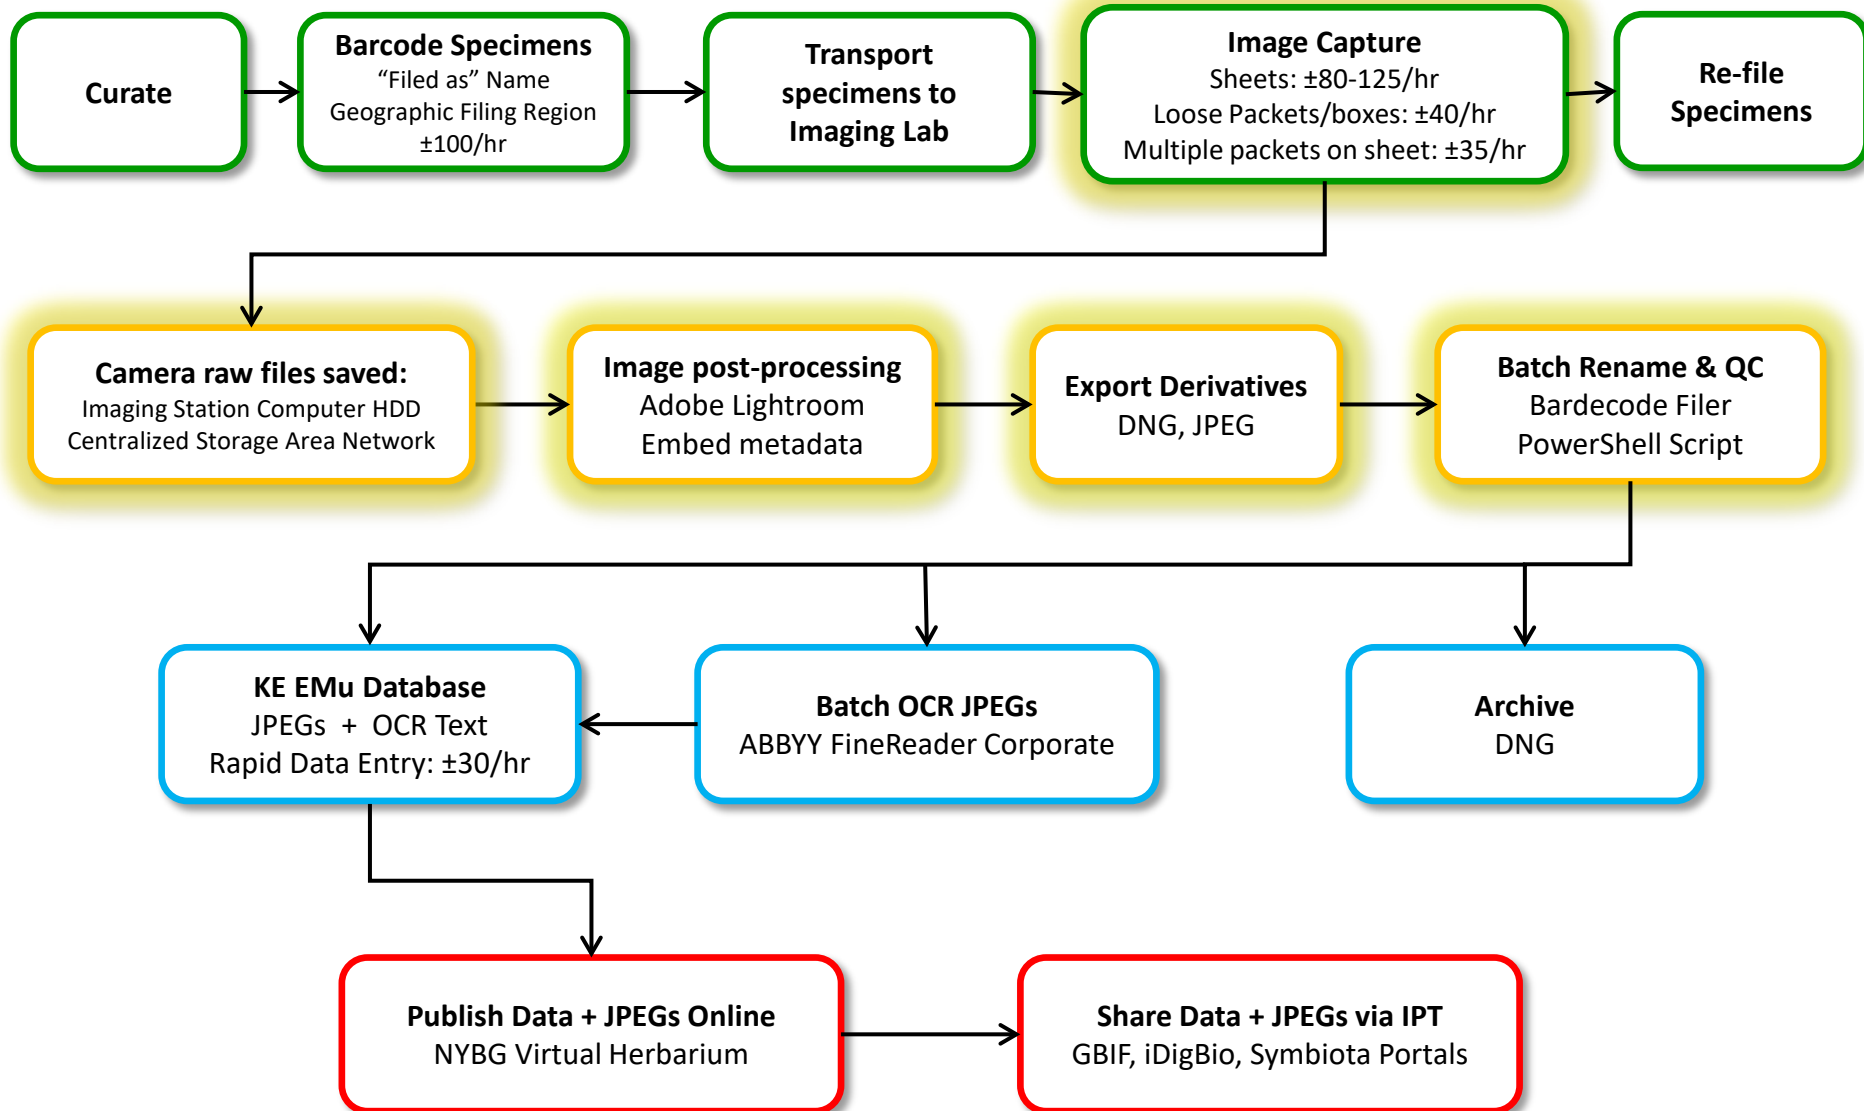 Curate
Barcode Specimens
“Filed as” Name
Geographic Filing Region
±100/hr
Transport
specimens to
Imaging Lab
Image Capture
Sheets: ±80-125/hr
Loose Packets/boxes: ±40/hr
Multiple packets on sheet: ±35/hr
Re-file
Specimens
Camera raw files saved:
Imaging Station Computer HDD
Centralized Storage Area Network
Image post-processing
Adobe Lightroom
Embed metadata
Export Derivatives
DNG, JPEG
Batch Rename & QC
Bardecode Filer
PowerShell Script
KE EMu Database
JPEGs + OCR Text
Rapid Data Entry: ±30/hr
Batch OCR JPEGs
ABBYY FineReader Corporate
Archive
DNG
Publish Data + JPEGs Online
NYBG Virtual Herbarium
Share Data + JPEGs via IPT
GBIF, iDigBio, Symbiota Portals